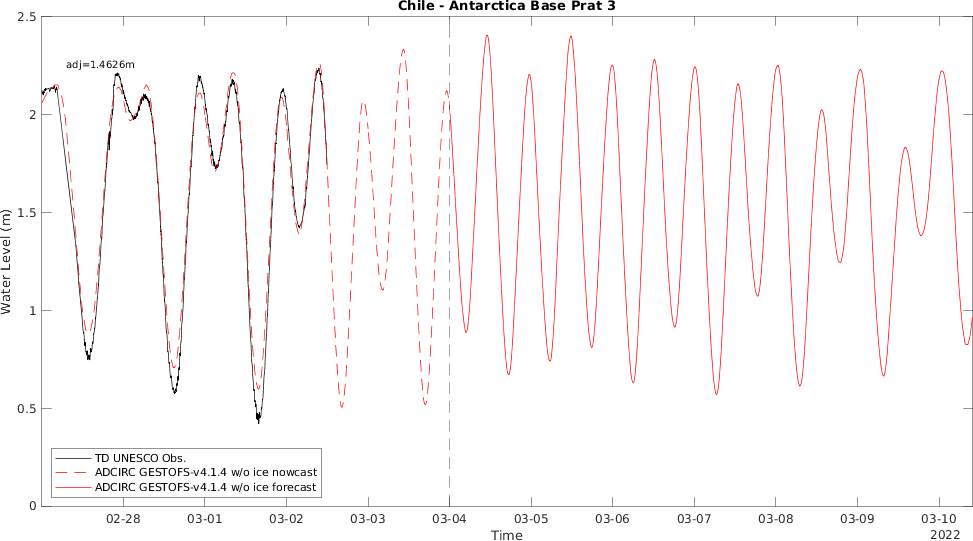 Chile - Antarctica Base Prat 3
2.5
adj=1.4626m
2
1.5
Water Level (m)
1
0.5
TD UNESCO Obs.
ADCIRC GESTOFS-v4.1.4 w/o ice nowcast
ADCIRC GESTOFS-v4.1.4 w/o ice forecast
0
02-28 03-01 03-02 03-03 03-04 03-05 03-06 03-07 03-08 03-09 03-10
Time 2022